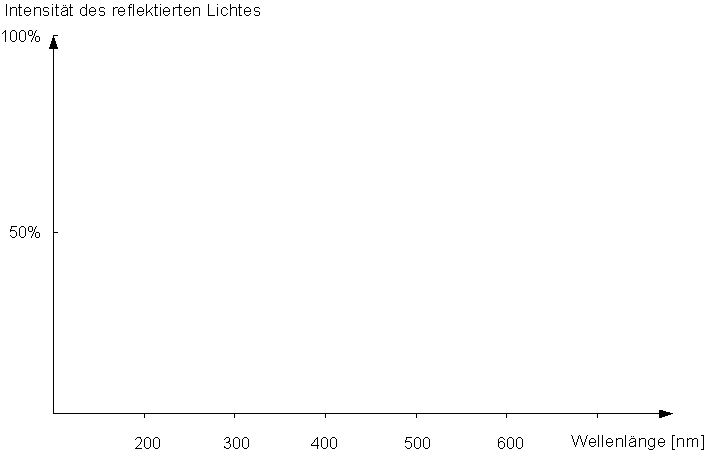 Intensität des reflektierten Lichtes
100%
50%
200 300 400 500 600 Wellenlänge [nm]